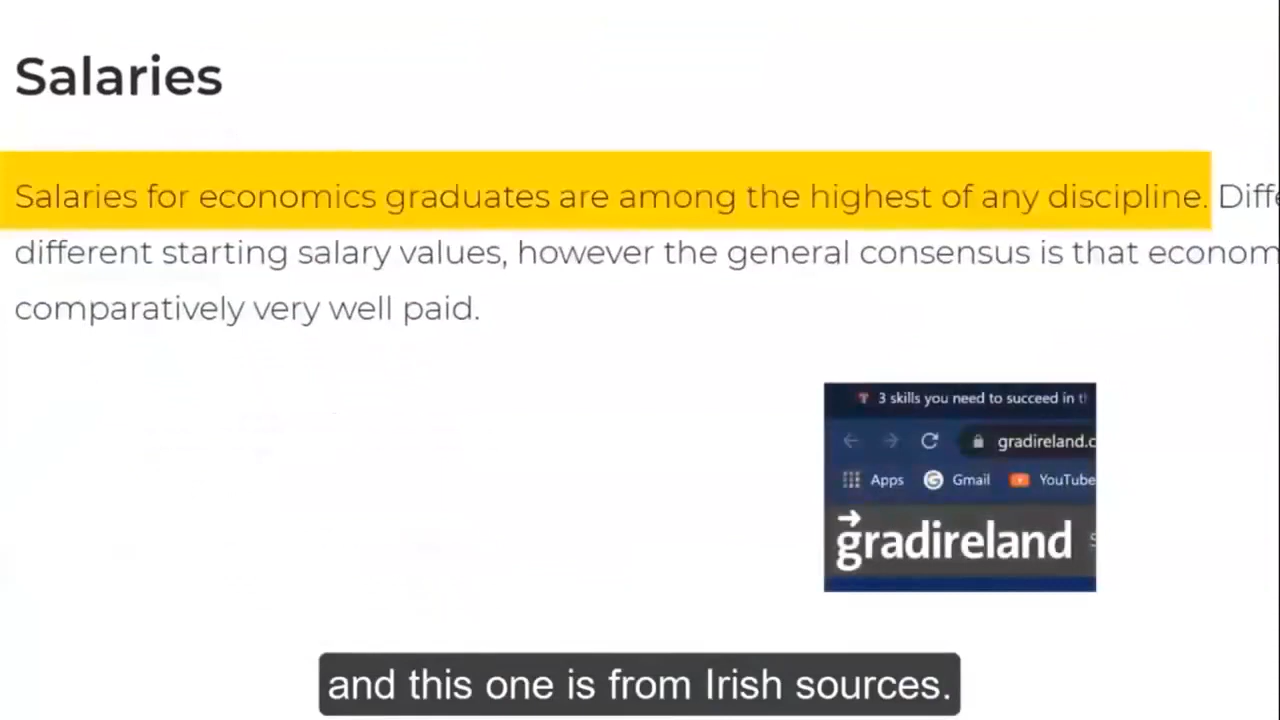 Salaries
Salaries for economics graduates are among the highest of any discipline.
different starting salary values, however the general consensus is that
comparatively very well paid.
3 skills you need to succeed in
gradireland.c
Apps Gmail YouTube
gradireland
and this one is from Irish sources.